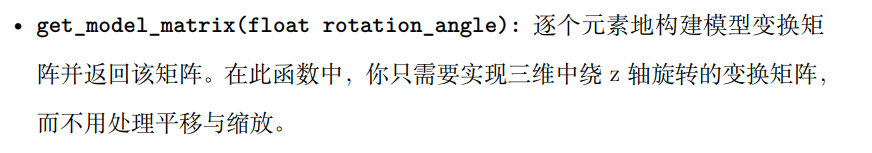 • get_model_matrix(float rotation_angle): 逐个元素地构建模型变换矩
阵并返回该矩阵。在此函数中，你只需要实现三维中绕 z 轴旋转的变换矩阵，
而不用处理平移与缩放。